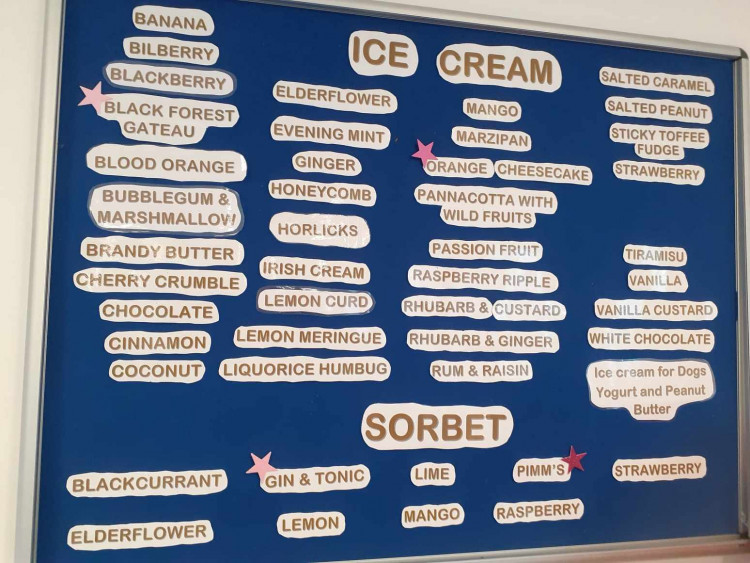 ICE CREAM
BANANA
BILBERRY
BLACKBERRY
BLACK FOREST
GATEAU
BLOOD ORANGE
BUBBLEGUM &
MARSHMALLOW
BRANDY BUTTER
CHERRY CRUMBLE
CHOCOLATE
CINNAMON
COCONUT
ELDERFLOWER
EVENING MINT
GINGER
HONEYCOMB
HORLICKS
IRISH CREAM
LEMON CURD
LEMON MERINGUE
LIQUORICE HUMBUG
MANGO
MARZIPAN
ORANGE CHEESECAKE
PANNACOTTA WITH
WILD FRUITS
PASSION FRUIT
RASPBERRY RIPPLE
RHUBARB & CUSTARD
RHUBARB & GINGER
RUM & RAISIN
SALTED CARAMEL
SALTED PEANUT
STICKY TOFFEE
FUDGE
STRAWBERRY
TIRAMISU
VANILLA
VANILLA CUSTARD
WHITE CHOCOLATE
Ice cream for Dogs
Yogurt and Peanut
Butter
SORBET
BLACKCURRANT
ELDERFLOWER
GIN & TONIC
LEMON
LIME
MANGO
PIMM'S
RASPBERRY
STRAWBERRY